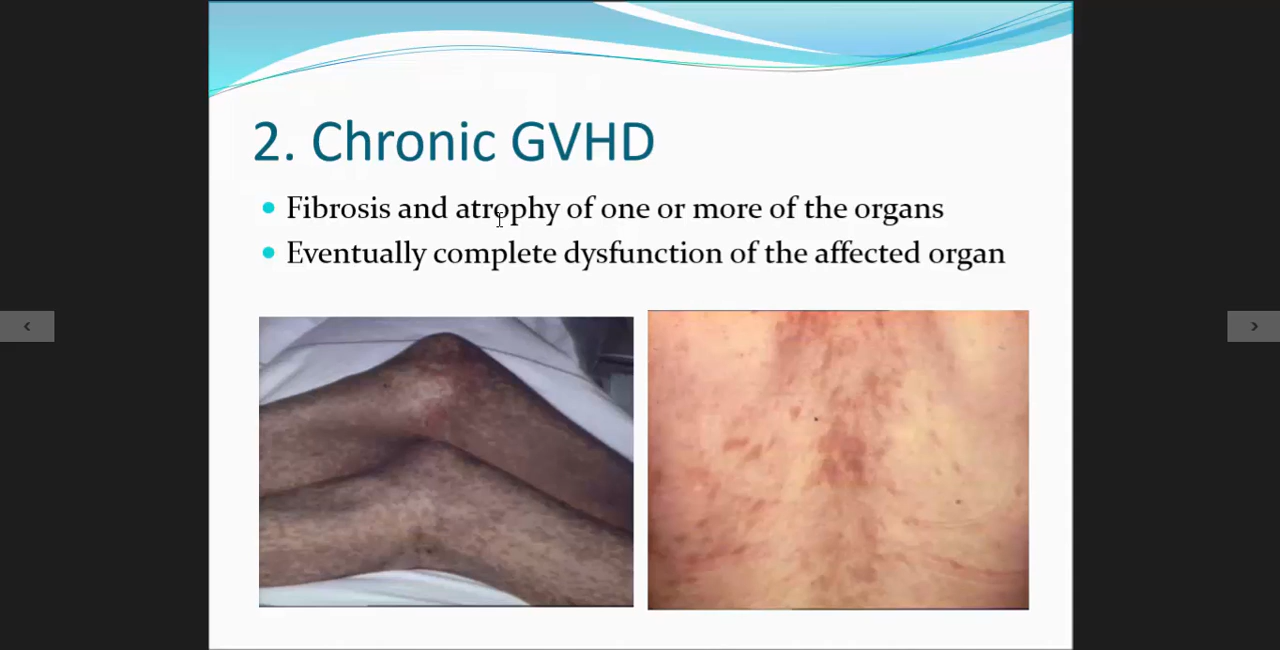 2. Chronic GVHD
Fibrosis and atrophy of one or more of the organs
Eventually complete dysfunction of the affected organ